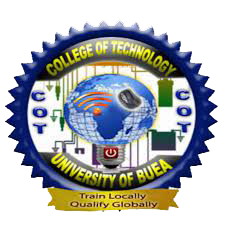 COLLEGE OF TECHNOLOGY
COT
COT
UNIVERSITY OF BUEA
Train Locally
Qualify Globally